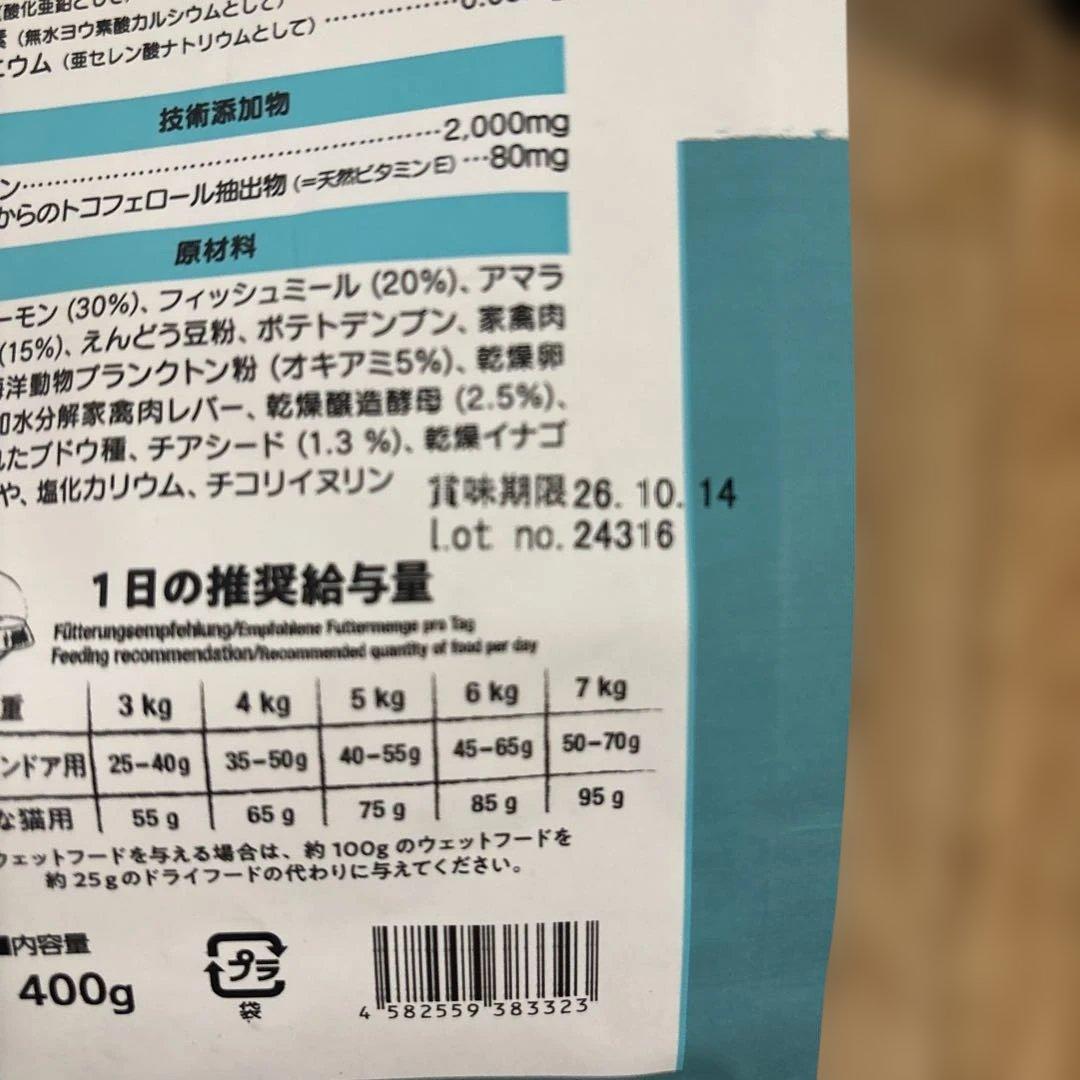 素（無水ヨウ素酸カルシウムとして）
ウム（亜セレン酸ナトリウムとして）
技術添加物
ン…2,000mg
からのトコフェロール抽出物 (=天然ビタミンE) …80mg
原材料
ーモン (30%)、フィッシュミール (20%)、アマラ
(15%)、えんどう豆粉、ポテトデンプン、家禽肉
海洋動物プランクトン粉 (オキアミ5%)、乾燥卵
加水分解家禽肉レバー、乾燥醸造酵母 (2.5%)、
たブドウ種、チアシード (1.3 %)、乾燥イナゴ
や、塩化カリウム、チコリイヌリン
賞味期限 26. 10. 14
Lot no. 24316
1日の推奨給与量
Fütterungsempfehlung/Empfohlene Futtermenge pro Tag
Feeding recommendation/Recommended quantity of food per day
重 3 kg 4 kg 5 kg 6 kg 7 kg
ンドア用 25-40g 35-50g 40-55g 45-65g 50-70g
な猫用 55 g 65 g 75 g 85 g 95 g
ウェットフードを与える場合は、約 100g のウェットフードを
約 25gのドライフードの代わりに与えてください。
■内容量
400g
プラ
袋
4 582559 383323